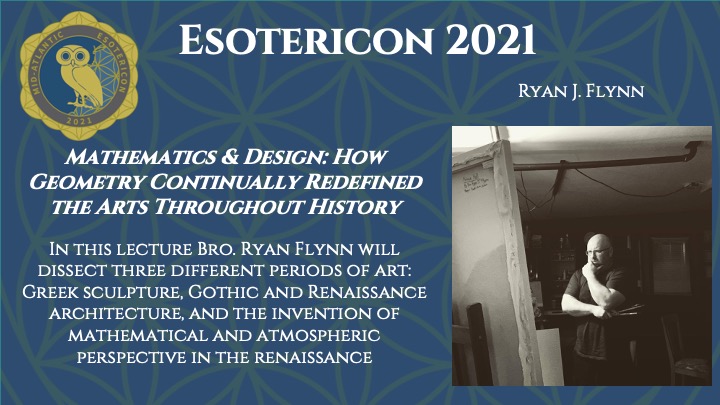 ESOTERICON 2021
MID-ATLANTIC ESOTERICON
2021
RYAN J. FLYNN
MATHEMATICS & DESIGN: HOW
GEOMETRY CONTINUALLY REDEFINED
THE ARTS THROUGHOUT HISTORY
IN THIS LECTURE BRO. RYAN FLYNN WILL
DISSECT THREE DIFFERENT PERIODS OF ART:
GREEK SCULPTURE, GOTHIC AND RENAISSANCE
ARCHITECTURE, AND THE INVENTION OF
MATHEMATICAL AND ATMOSPHERIC
PERSPECTIVE IN THE RENAISSANCE